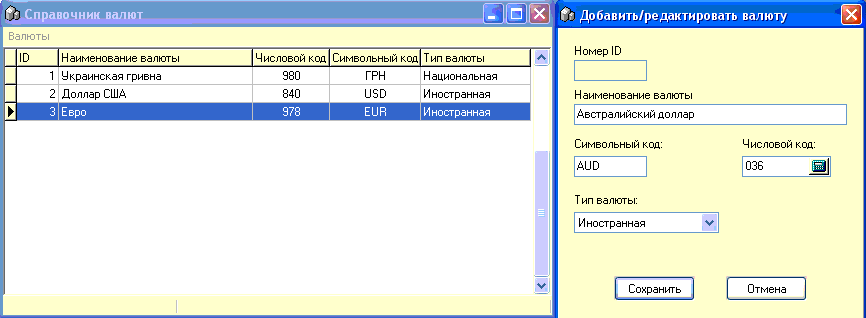 Справочник валют
Валюты
ID Наименование валюты Числовой код Символьный код Тип валюты
1 Украинская гривна 980 ГРН Национальная
2 Доллар США 840 USD Иностранная
3 Евро 978 EUR Иностранная
Добавить/редактировать валюту
Номер ID
Наименование валюты
Австралийский доллар
Символьный код: Числовой код:
AUD 036
Тип валюты:
Иностранная
Сохранить Отмена